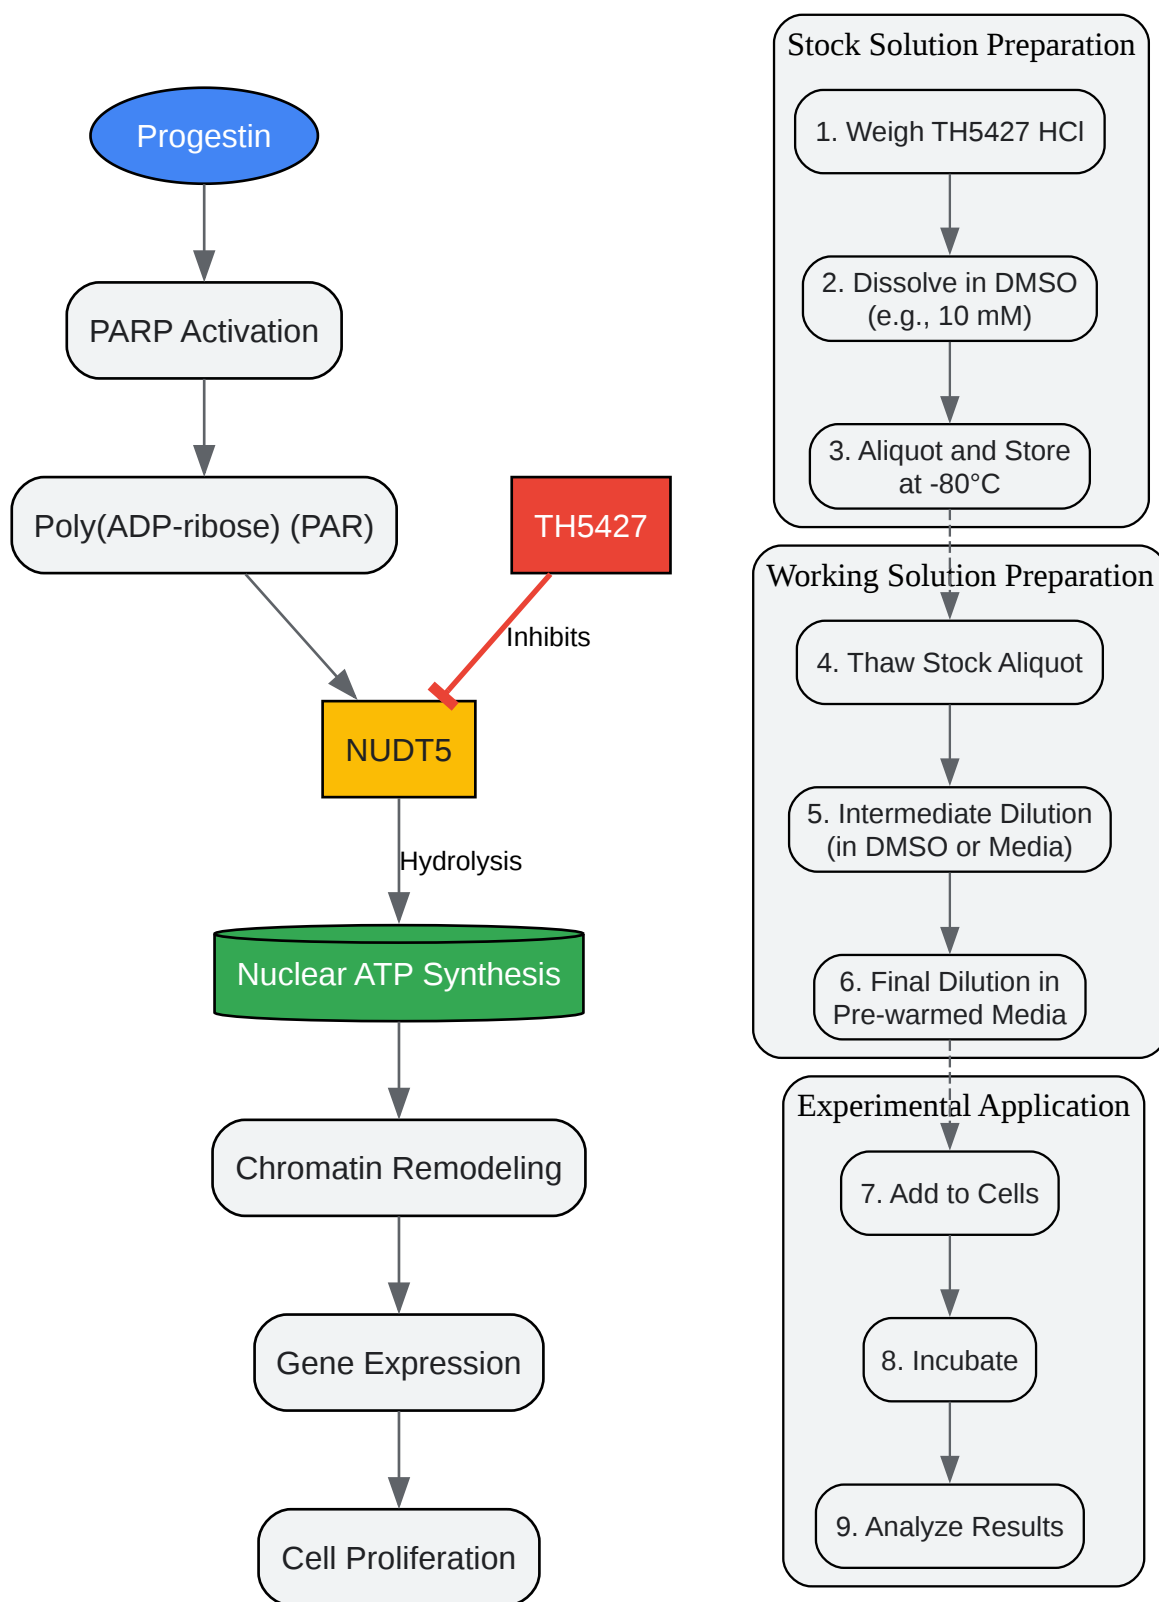 Progestin
PARP Activation
Poly(ADP-ribose) (PAR)
TH5427
Inhibits
NUDT5
Hydrolysis
Nuclear ATP Synthesis
Chromatin Remodeling
Gene Expression
Cell Proliferation
Stock Solution Preparation
1. Weigh TH5427 HCl
2. Dissolve in DMSO
(e.g., 10 mM)
3. Aliquot and Store
at -80°C
Working Solution Preparation
4. Thaw Stock Aliquot
5. Intermediate Dilution
(in DMSO or Media)
6. Final Dilution in
Pre-warmed Media
Experimental Application
7. Add to Cells
8. Incubate
9. Analyze Results